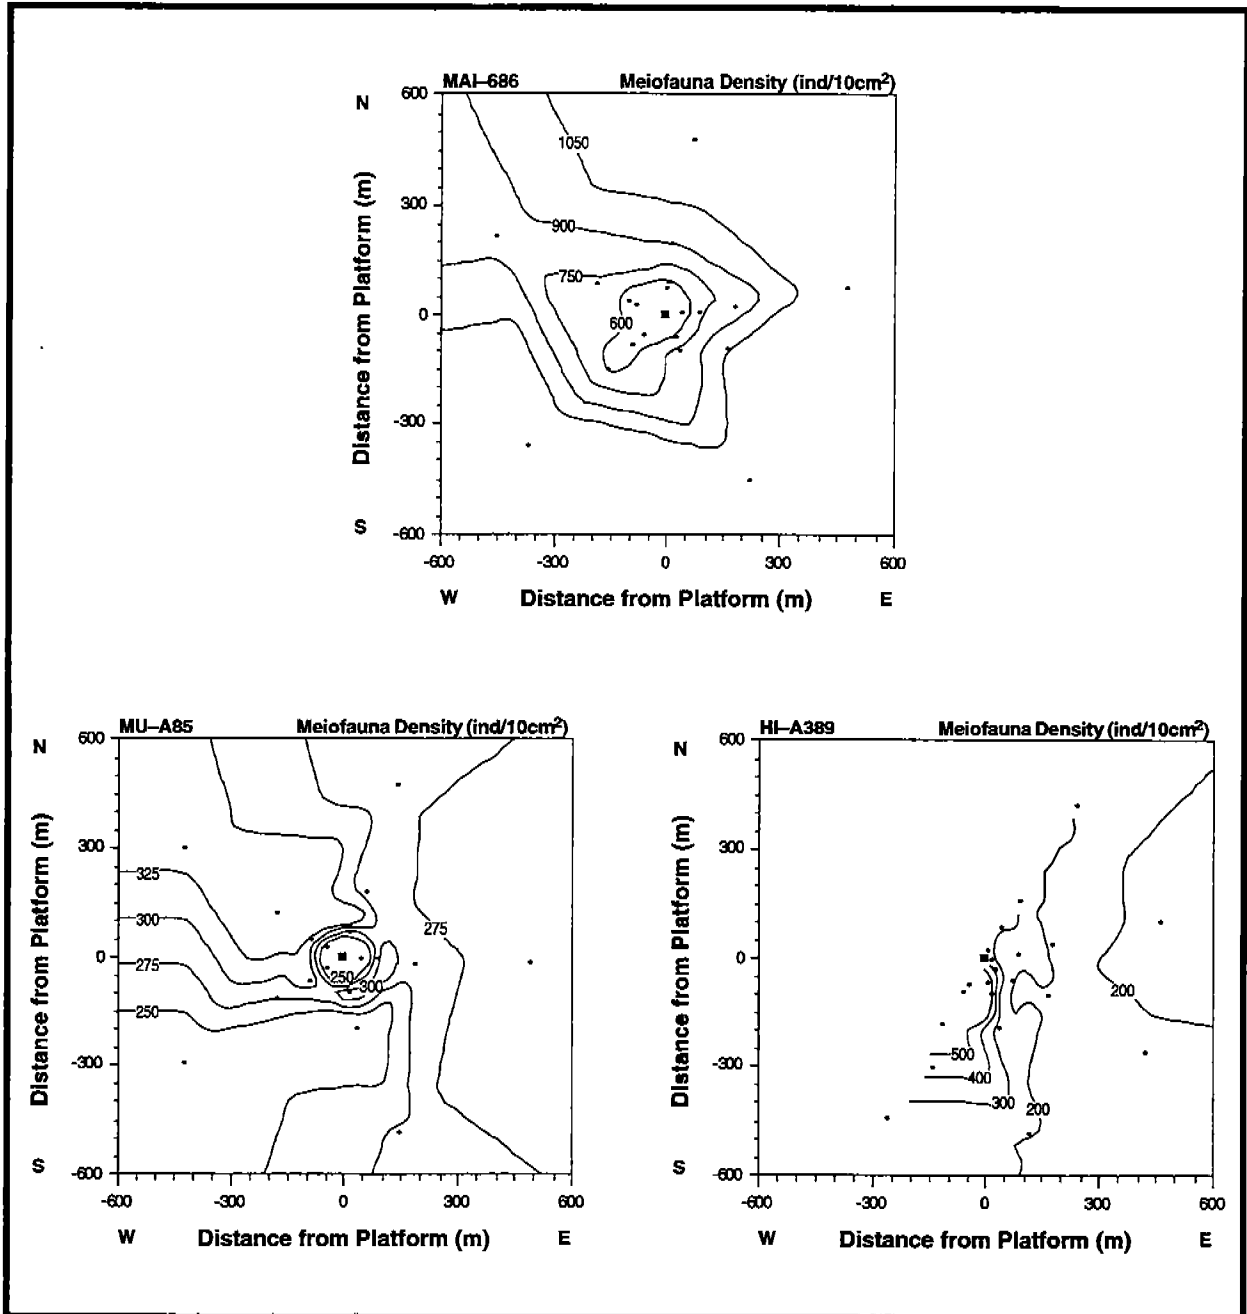 MAI–686 Meiofauna Density (ind/10cm²)
N
600
300
0
-300
-600
S
Distance from Platform (m)
1050
900
750
600
-600 -300 0 300 600
W Distance from Platform (m) E
MU–A85 Meiofauna Density (ind/10cm²)
N
600
300
0
-300
-600
S
Distance from Platform (m)
325
300
275
250
275
250
300
-600 -300 0 300 600
W Distance from Platform (m) E
HI–A389 Meiofauna Density (ind/10cm²)
N
600
300
0
-300
-600
S
Distance from Platform (m)
200
500
400
300
200
-600 -300 0 300 600
W Distance from Platform (m) E